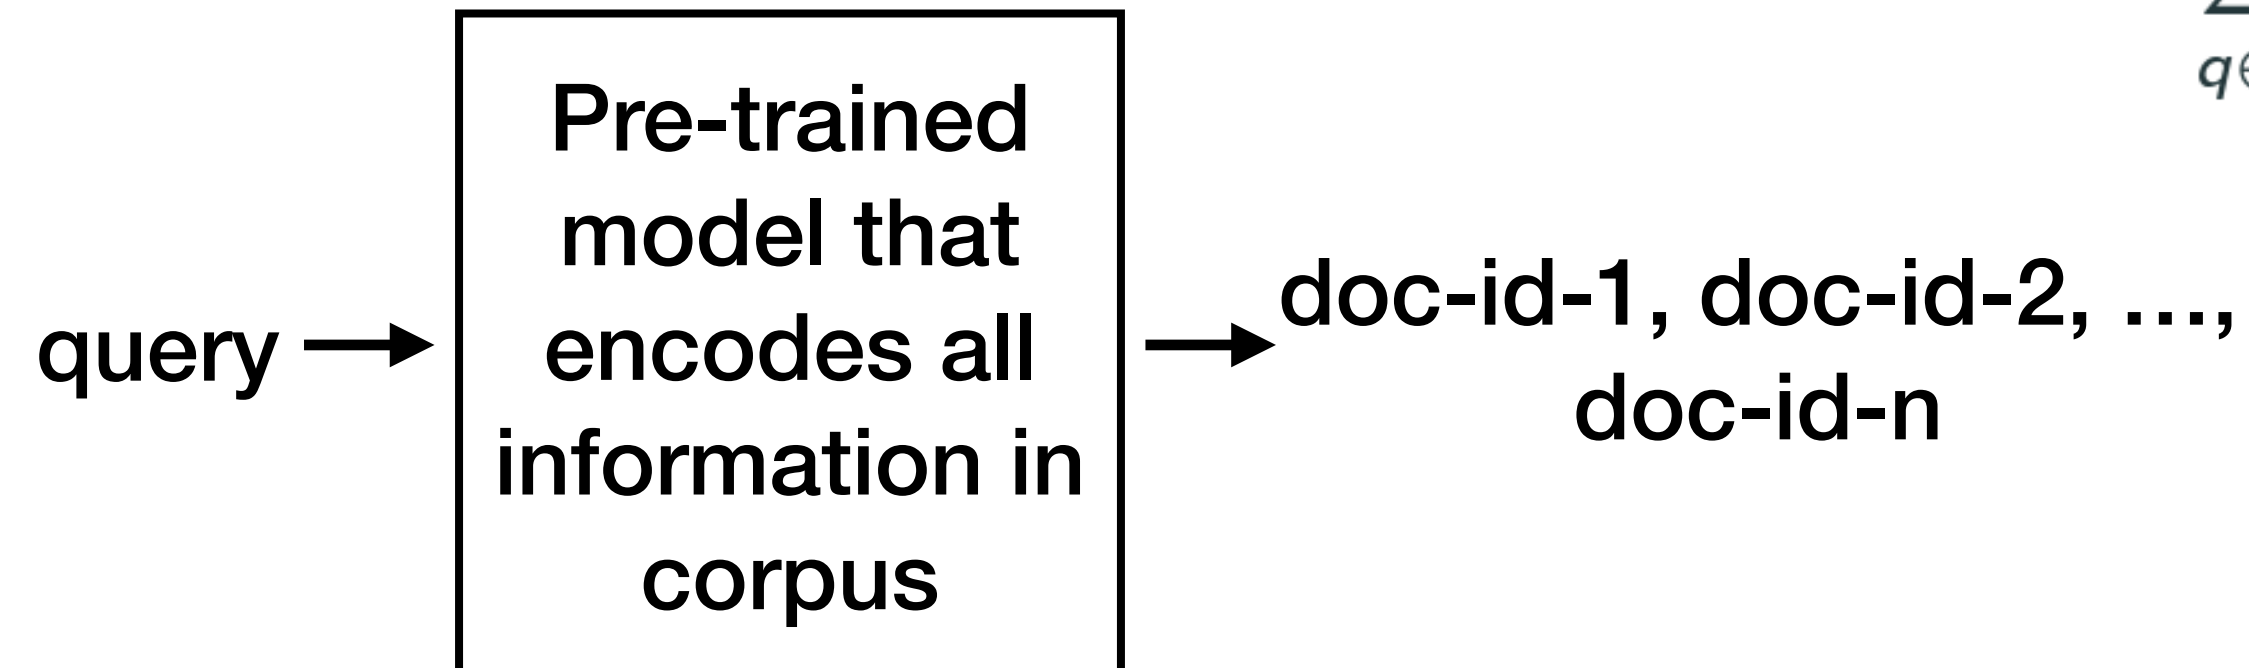 Pre-trained
model that
encodes all
information in
corpus
query
doc-id-1, doc-id-2, ...,
doc-id-n
q